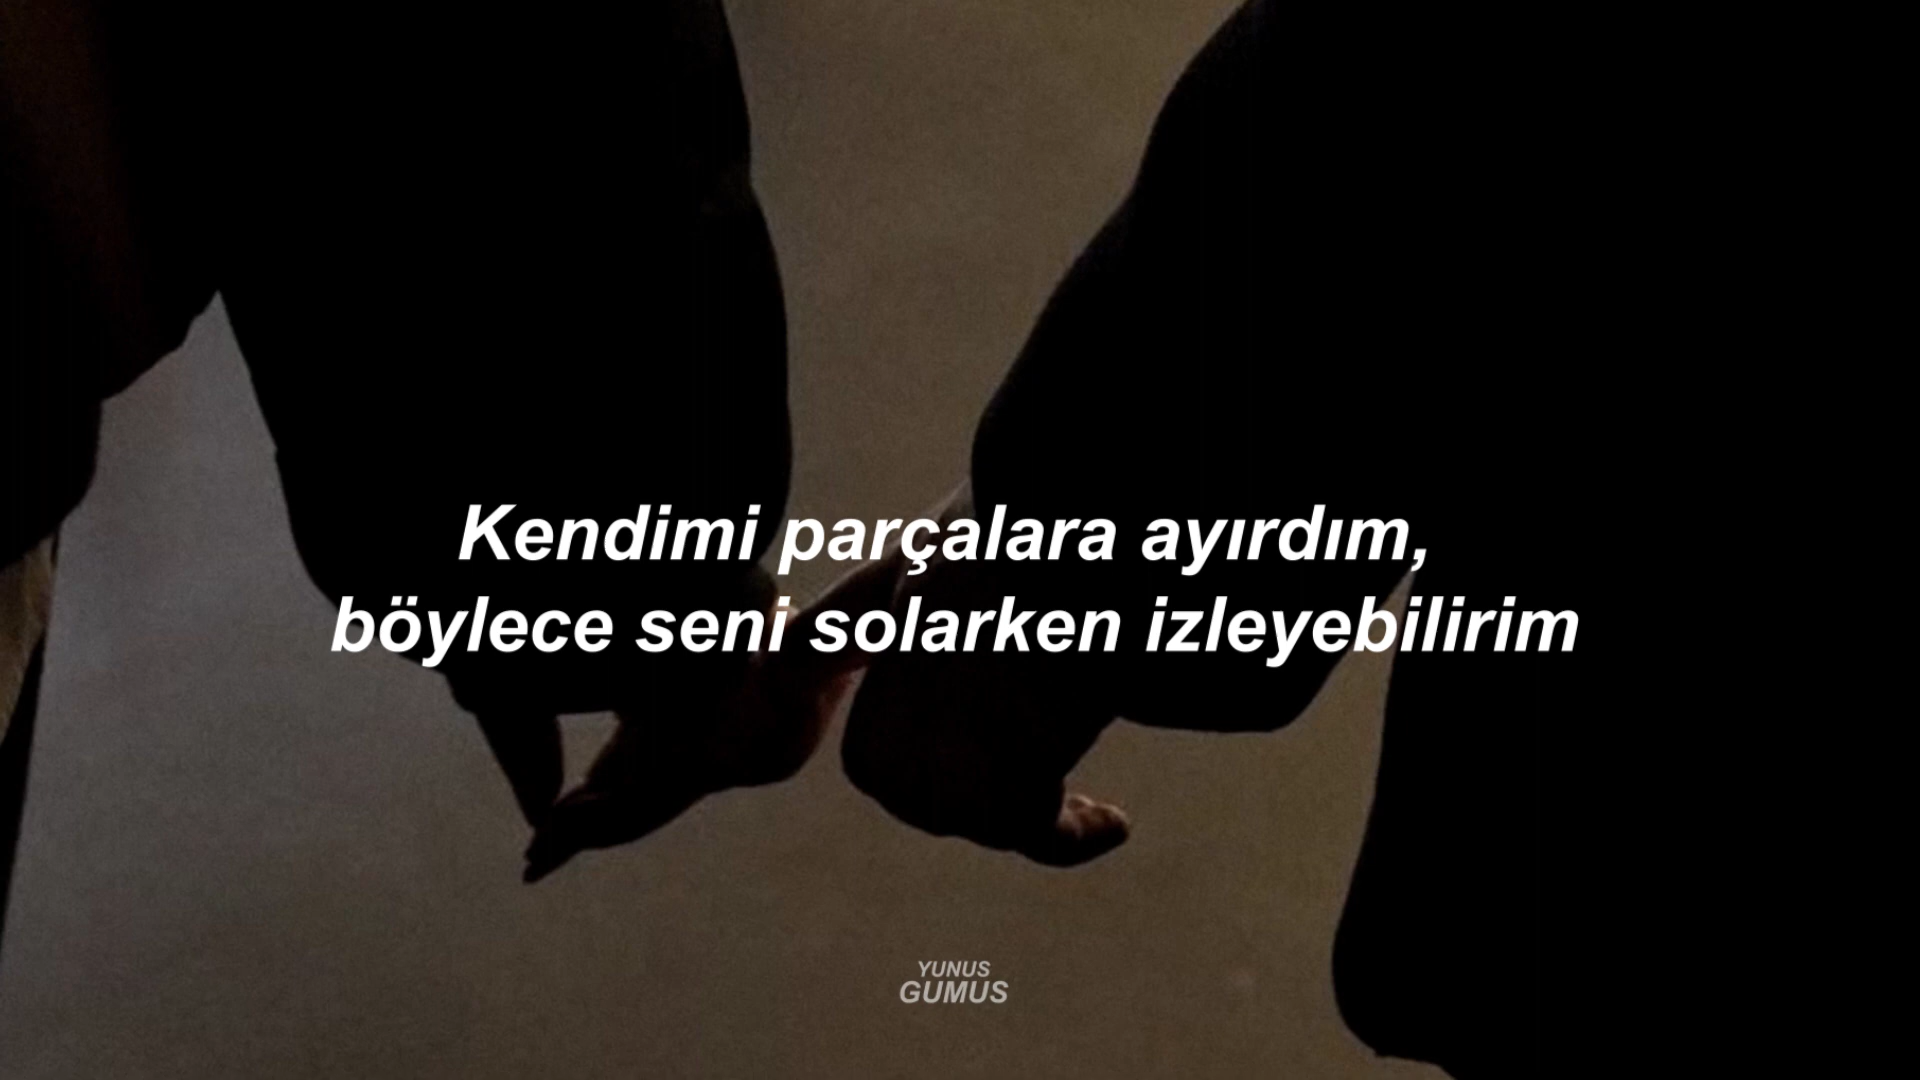 Kendimi parçalara ayırdım,
böylece seni solarken izleyebilirim
YUNUS
GUMUS